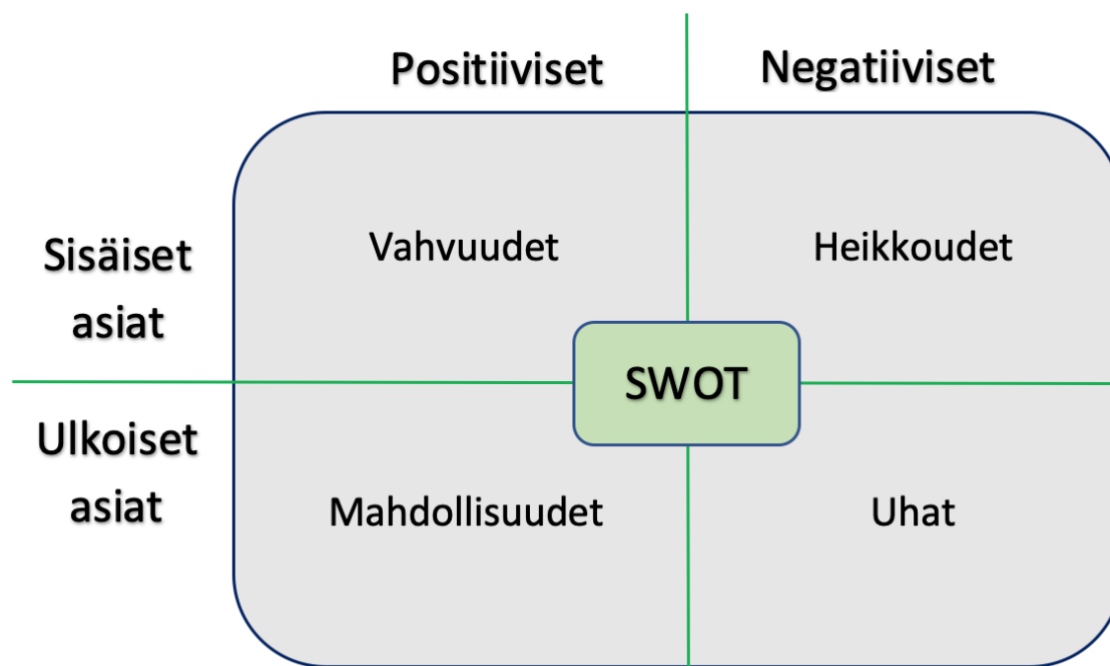 Positiiviset
Negatiiviset
Sisäiset
asiat
Vahvuudet
Heikkoudet
SWOT
Ulkoiset
asiat
Mahdollisuudet
Uhat